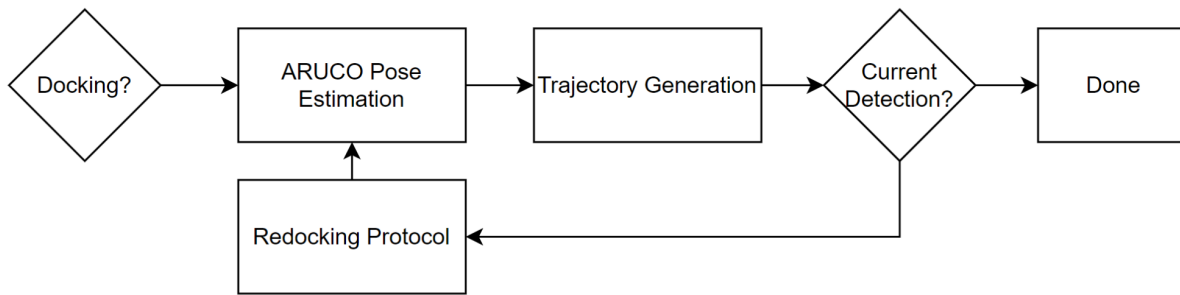 Docking?
ARUCO Pose
Estimation
Trajectory Generation
Current
Detection?
Done
Redocking Protocol